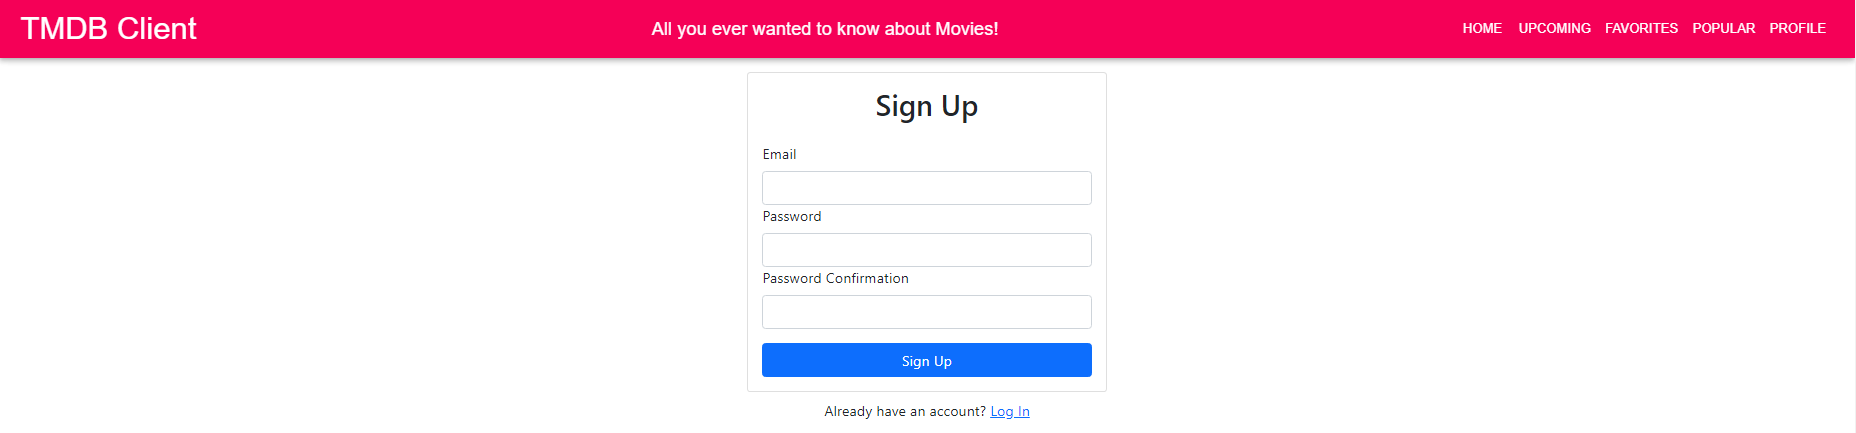 TMDB Client
All you ever wanted to know about Movies!
HOME UPCOMING FAVORITES POPULAR PROFILE
Sign Up
Email
Password
Password Confirmation
Sign Up
Already have an account? Log In